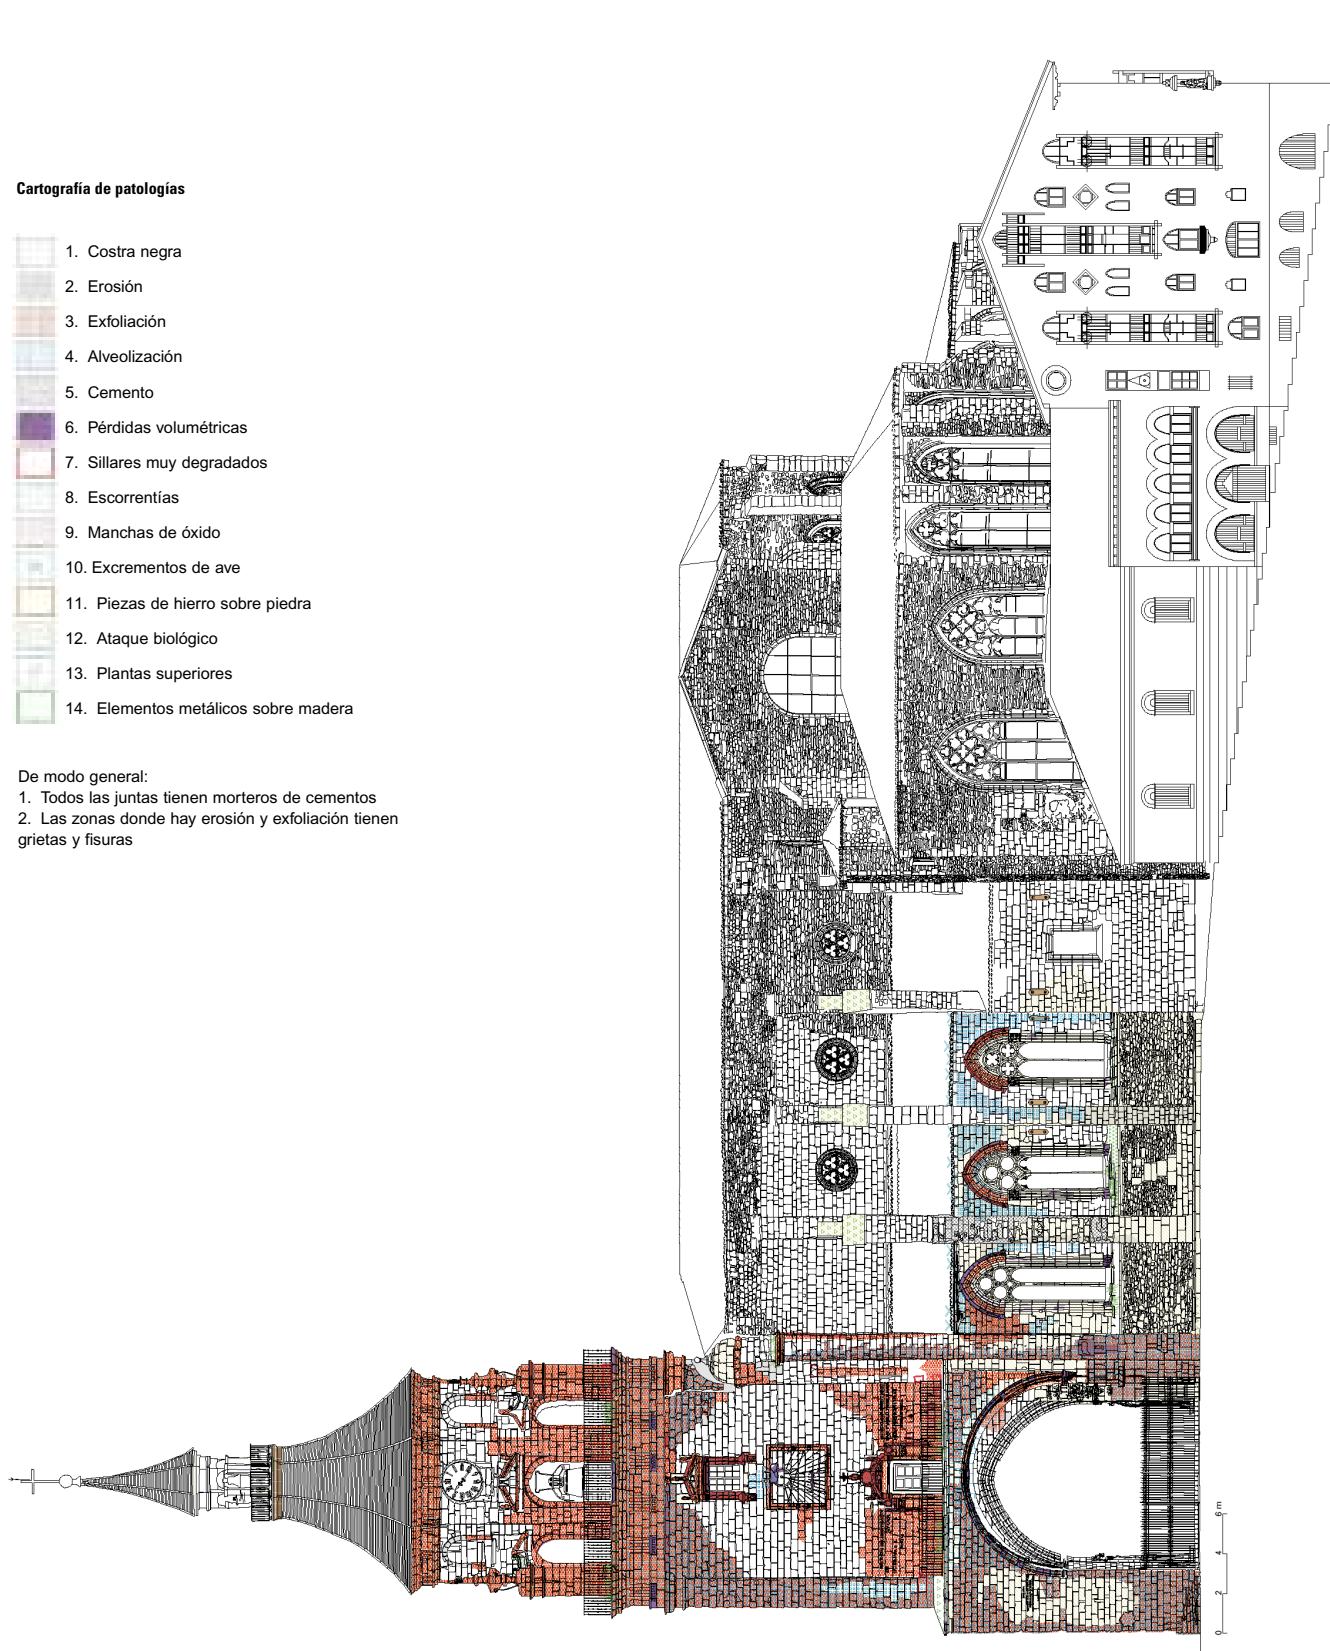 Cartografía de patologías
1. Costra negra
2. Erosión
3. Exfoliación
4. Alveolización
5. Cemento
6. Pérdidas volumétricas
7. Sillares muy degradados
8. Escorrentías
9. Manchas de óxido
10. Excrementos de ave
11. Piezas de hierro sobre piedra
12. Ataque biológico
13. Plantas superiores
14. Elementos metálicos sobre madera
De modo general:
1. Todos las juntas tienen morteros de cementos
2. Las zonas donde hay erosión y exfoliación tienen
grietas y fisuras
0 2 4 6 m